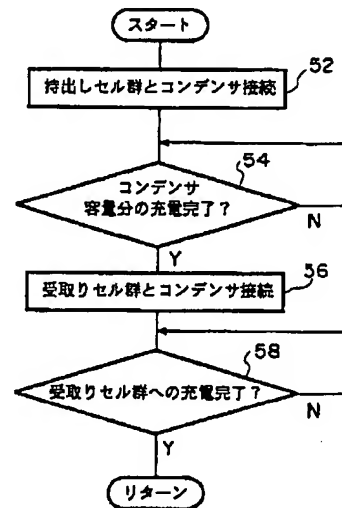 スタート
持出しセル群とコンデンサ接続
52
コンデンサ
容量分の充電完了？
54
N
Y
受取りセル群とコンデンサ接続
56
受取りセル群への充電完了？
58
N
Y
リターン